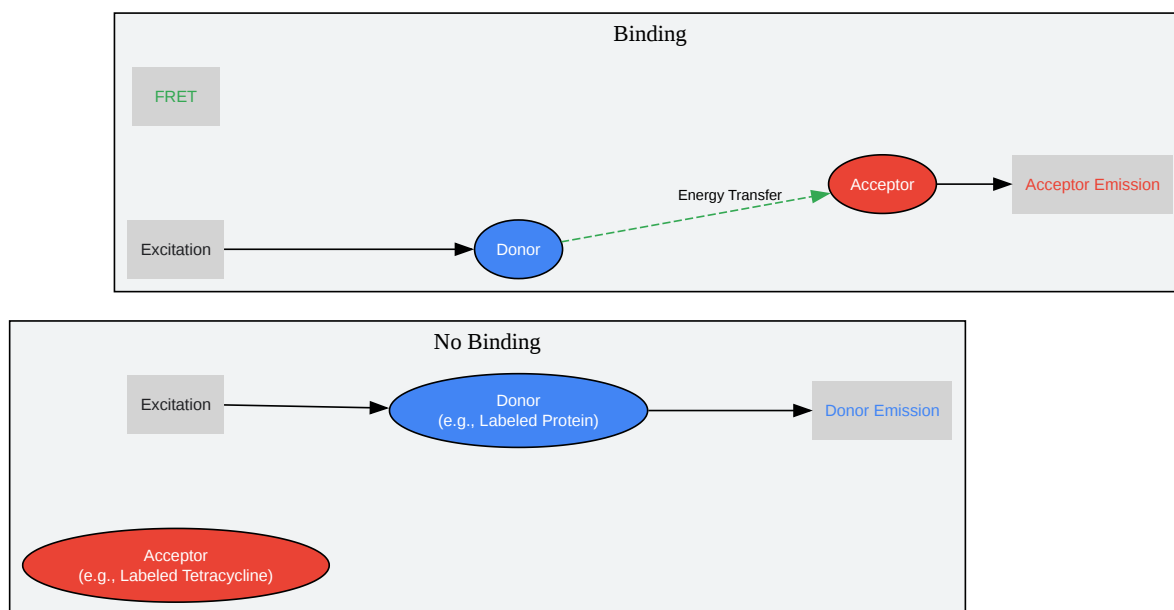 Binding
FRET
Acceptor
Acceptor Emission
Energy Transfer
Excitation
Donor
No Binding
Excitation
Donor
(e.g., Labeled Protein)
Donor Emission
Acceptor
(e.g., Labeled Tetracycline)